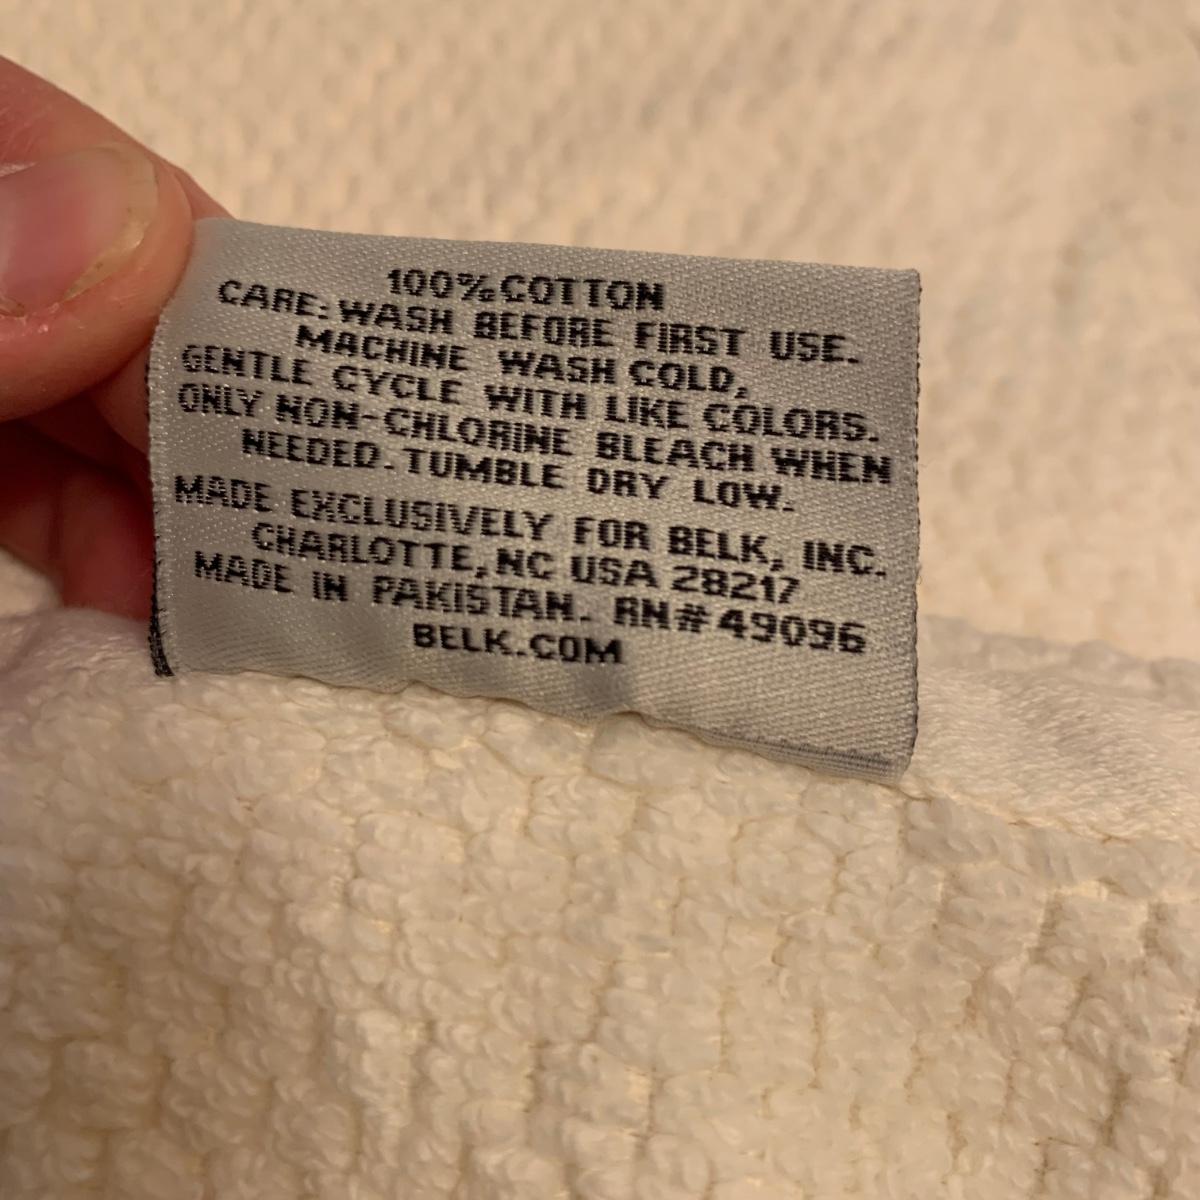 100% COTTON
CARE: WASH BEFORE FIRST USE.
MACHINE WASH COLD,
GENTLE CYCLE WITH LIKE COLORS.
ONLY NON-CHLORINE BLEACH WHEN
NEEDED. TUMBLE DRY LOW.
MADE EXCLUSIVELY FOR BELK, INC.
CHARLOTTE, NC USA 28217
MADE IN PAKISTAN. RN# 49096
BELK.COM